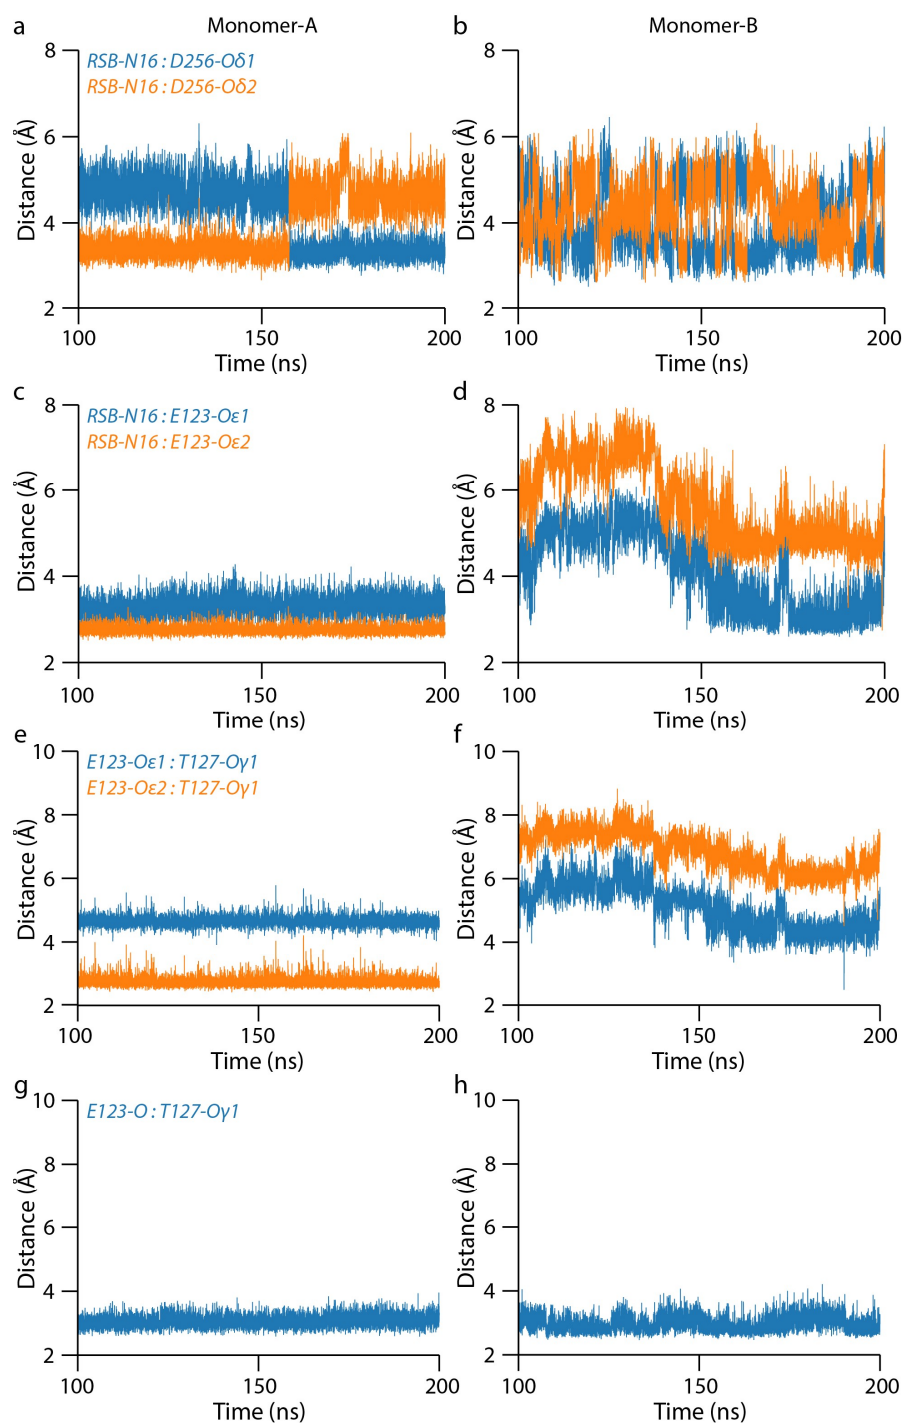 a Monomer-A b Monomer-B
8 8
RSB-N16 : D256-Oδ1
RSB-N16 : D256-Oδ2
6 6
Distance (Å) Distance (Å)
4 4
2 2
100 150 200 100 150 200
Time (ns) Time (ns)
c d
8 8
RSB-N16 : E123-Oε1
RSB-N16 : E123-Oε2
6 6
Distance (Å) Distance (Å)
4 4
2 2
100 150 200 100 150 200
Time (ns) Time (ns)
e f
10 10
E123-Oε1 : T127-Oγ1
E123-Oε2 : T127-Oγ1
8 8
6 6
Distance (Å) Distance (Å)
4 4
2 2
100 150 200 100 150 200
Time (ns) Time (ns)
g h
10 10
E123-O : T127-Oγ1
8 8
6 6
Distance (Å) Distance (Å)
4 4
2 2
100 150 200 100 150 200
Time (ns) Time (ns)